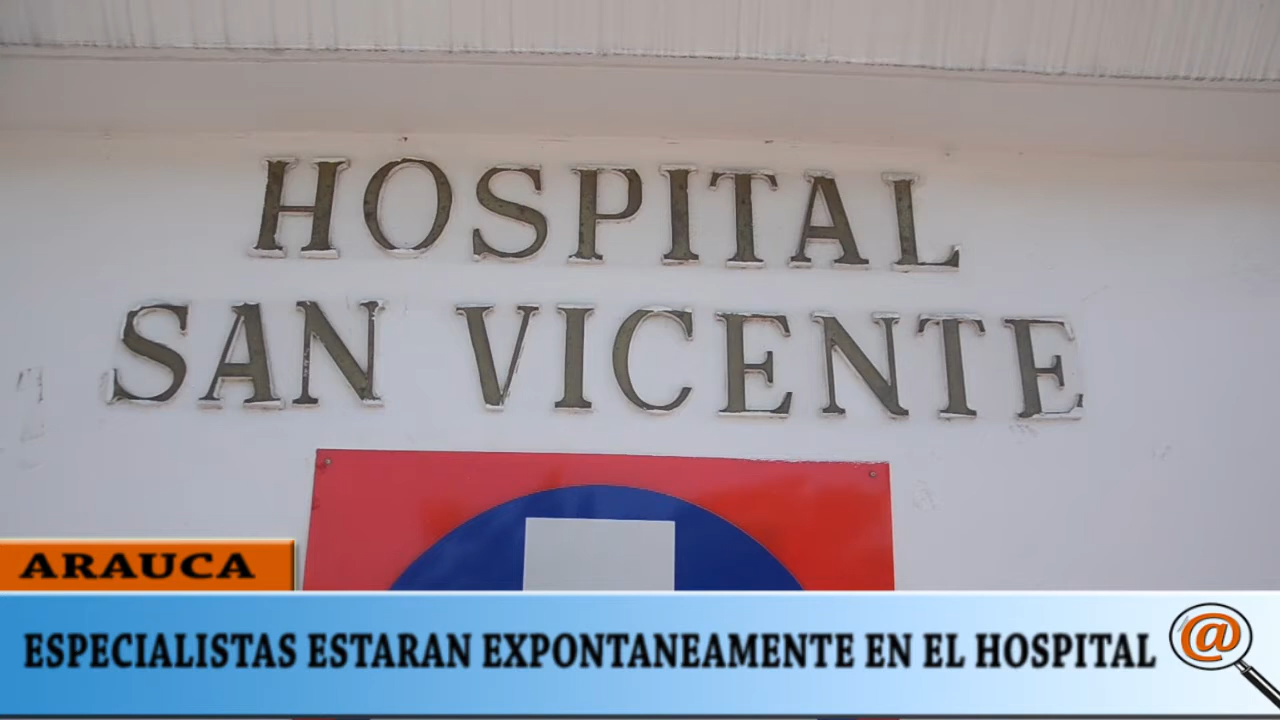 HOSPITAL
SAN VICENTE
ARAUCA
ESPECIALISTAS ESTARAN EXPONTANEAMENTE EN EL HOSPITAL
@